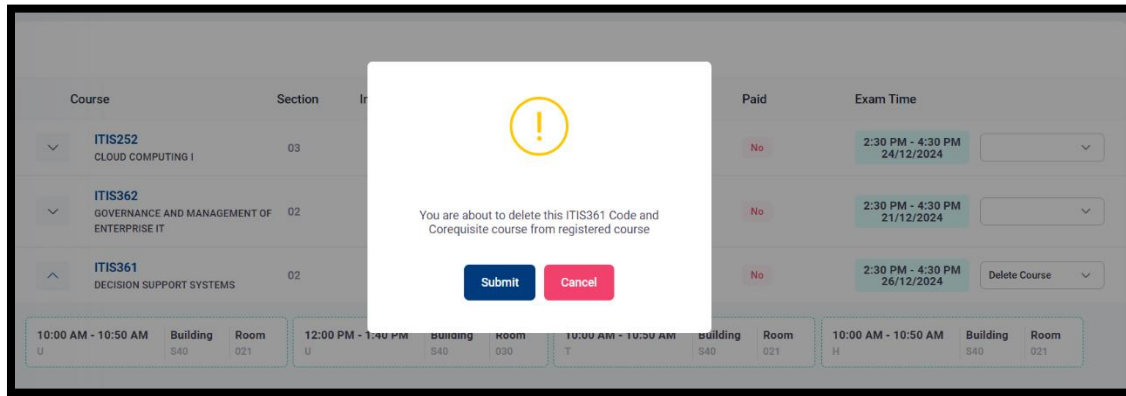 Course Section Paid Exam Time
ITIS252
CLOUD COMPUTING I
03
No
2:30 PM - 4:30 PM
24/12/2024
ITIS362
GOVERNANCE AND MANAGEMENT OF
ENTERPRISE IT
02
No
2:30 PM - 4:30 PM
21/12/2024
ITIS361
DECISION SUPPORT SYSTEMS
02
No
2:30 PM - 4:30 PM
26/12/2024
Delete Course
!
You are about to delete this ITIS361 Code and
Corequisite course from registered course
Submit Cancel
10:00 AM - 10:50 AM Building Room
U S40 021
12:00 PM - 1:40 PM Building Room
U S40 030
10:00 AM - 10:50 AM Building Room
T S40 021
10:00 AM - 10:50 AM Building Room
H S40 021